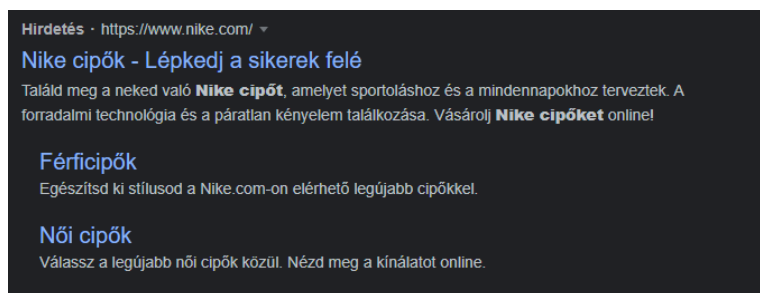 Hirdetés · https://www.nike.com/
Nike cipők - Lépkedj a sikerek felé
Találd meg a neked való Nike cipőt, amelyet sportoláshoz és a mindennapokhoz terveztek. A
forradalmi technológia és a páratlan kényelem találkozása. Vásárolj Nike cipőket online!
Férficipők
Egészítsd ki stílusod a Nike.com-on elérhető legújabb cipőkkel.
Női cipők
Válassz a legújabb női cipők közül. Nézd meg a kínálatot online.